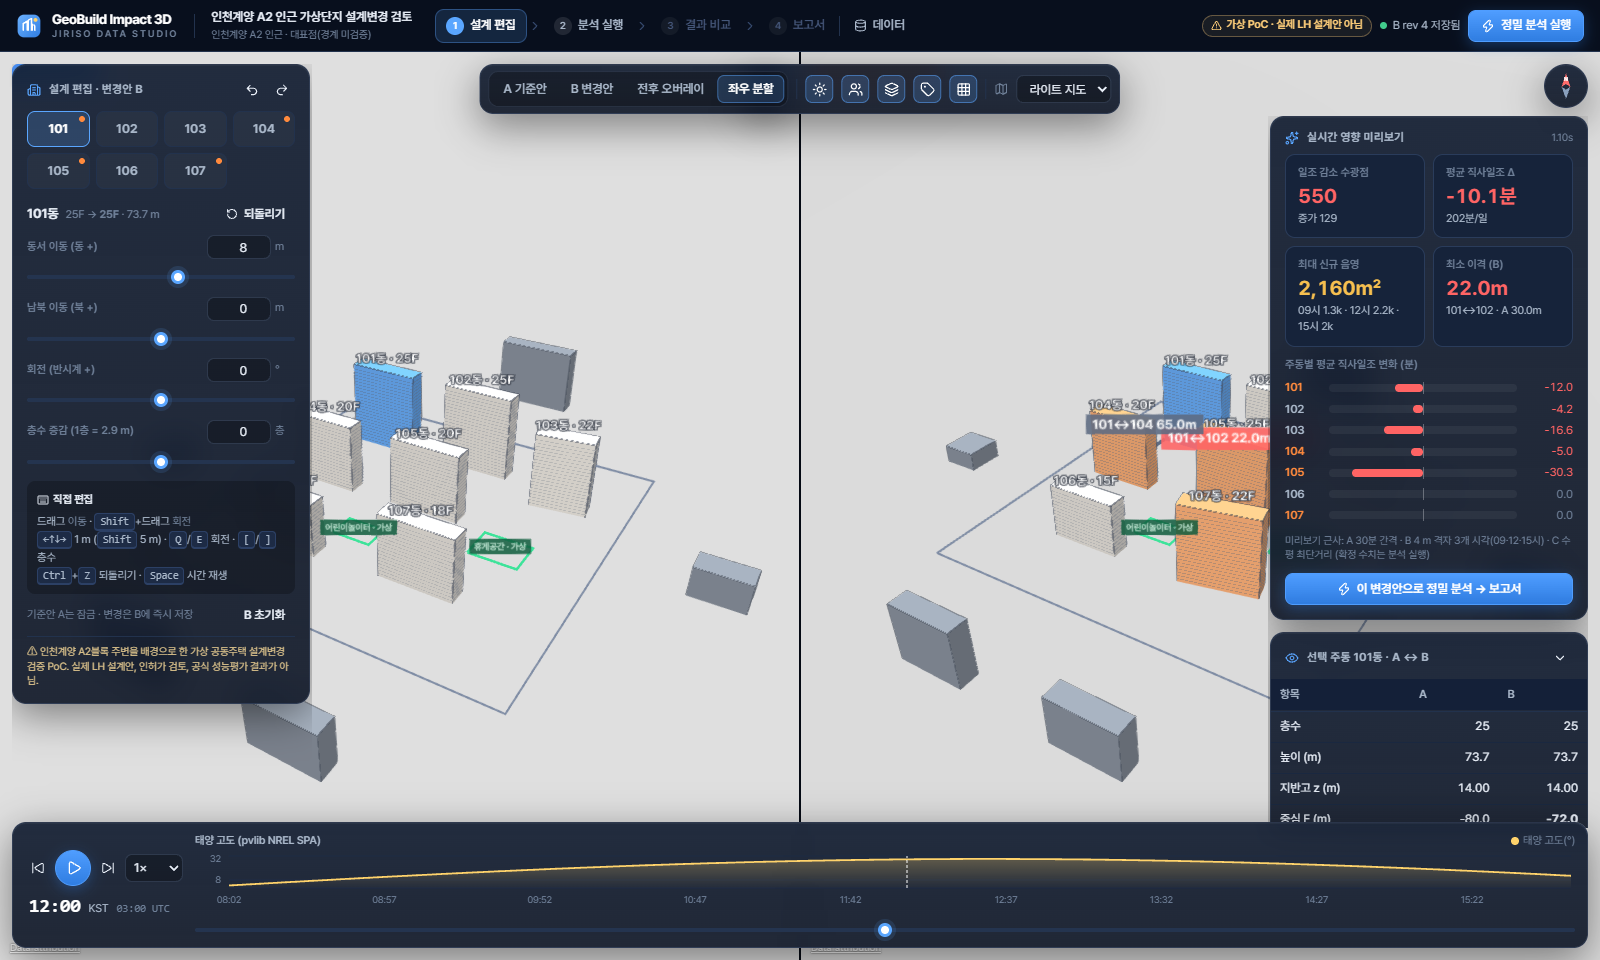 GeoBuild Impact 3D
JIRISO DATA STUDIO
인천계양 A2 인근 가상단지 설계변경 검토
인천계양 A2 인근 · 대표점(경계 미검증)
1 설계 편집
2 분석 실행
3 결과 비교
4 보고서
데이터
가상 PoC · 실제 LH 설계안 아님
B rev 4 저장됨
정밀 분석 실행
설계 편집 · 변경안 B
101
102
103
104
105
106
107
101동 25F → 25F · 73.7 m
되돌리기
동서 이동 (동 +)
8 m
남북 이동 (북 +)
0 m
회전 (반시계 +)
0 °
층수 증감 (1층 = 2.9 m)
0 층
직접 편집
드래그 이동 · Shift+드래그 회전
←↑↓→ 1 m (Shift 5 m) · Q/E 회전 · [/]
층수
Ctrl+Z 되돌리기 · Space 시간 재생
기준안 A는 잠금 · 변경은 B에 즉시 저장
B 초기화
⚠ 인천계양 A2블록 주변을 배경으로 한 가상 공동주택 설계변경
검증 PoC. 실제 LH 설계안, 인허가 검토, 공식 성능평가 결과가 아
님.
A 기준안
B 변경안
전후 오버레이
좌우 분할
라이트 지도
101동 · 25F
102동 · 25F
4동 · 20F
105동 · 20F
103동 · 22F
F
107동 · 18F
어린이놀이터 · 가상
휴게공간 · 가상
101동 · 25F
102
104동 · 20F
101↔104 65.0m
105동 · 25F
101↔102 22.0m
106동 · 15F
107동 · 22F
어린이놀이터 · 가상
실시간 영향 미리보기
1.10s
일조 감소 수광점
550
증가 129
평균 직사일조 Δ
-10.1분
202분/일
최대 신규 음영
2,160m²
09시 1.3k · 12시 2.2k ·
15시 2k
최소 이격 (B)
22.0m
101↔102 · A 30.0m
주동별 평균 직사일조 변화 (분)
101 -12.0
102 -4.2
103 -16.6
104 -5.0
105 -30.3
106 0.0
107 0.0
미리보기 근사: A 30분 간격 · B 4 m 격자 3개 시각(09·12·15시) · C 수
평 최단거리 (확정 수치는 분석 실행)
이 변경안으로 정밀 분석 → 보고서
선택 주동 101동 · A ↔ B
항목 A B
층수 25 25
높이 (m) 73.7 73.7
지반고 z (m) 14.00 14.00
중심 E (m) -80.0 -72.0
1×
12:00 KST 03:00 UTC
태양 고도 (pvlib NREL SPA)
태양 고도(°)
32
8
08:02
08:57
09:52
10:47
11:42
12:37
13:32
14:27
15:22